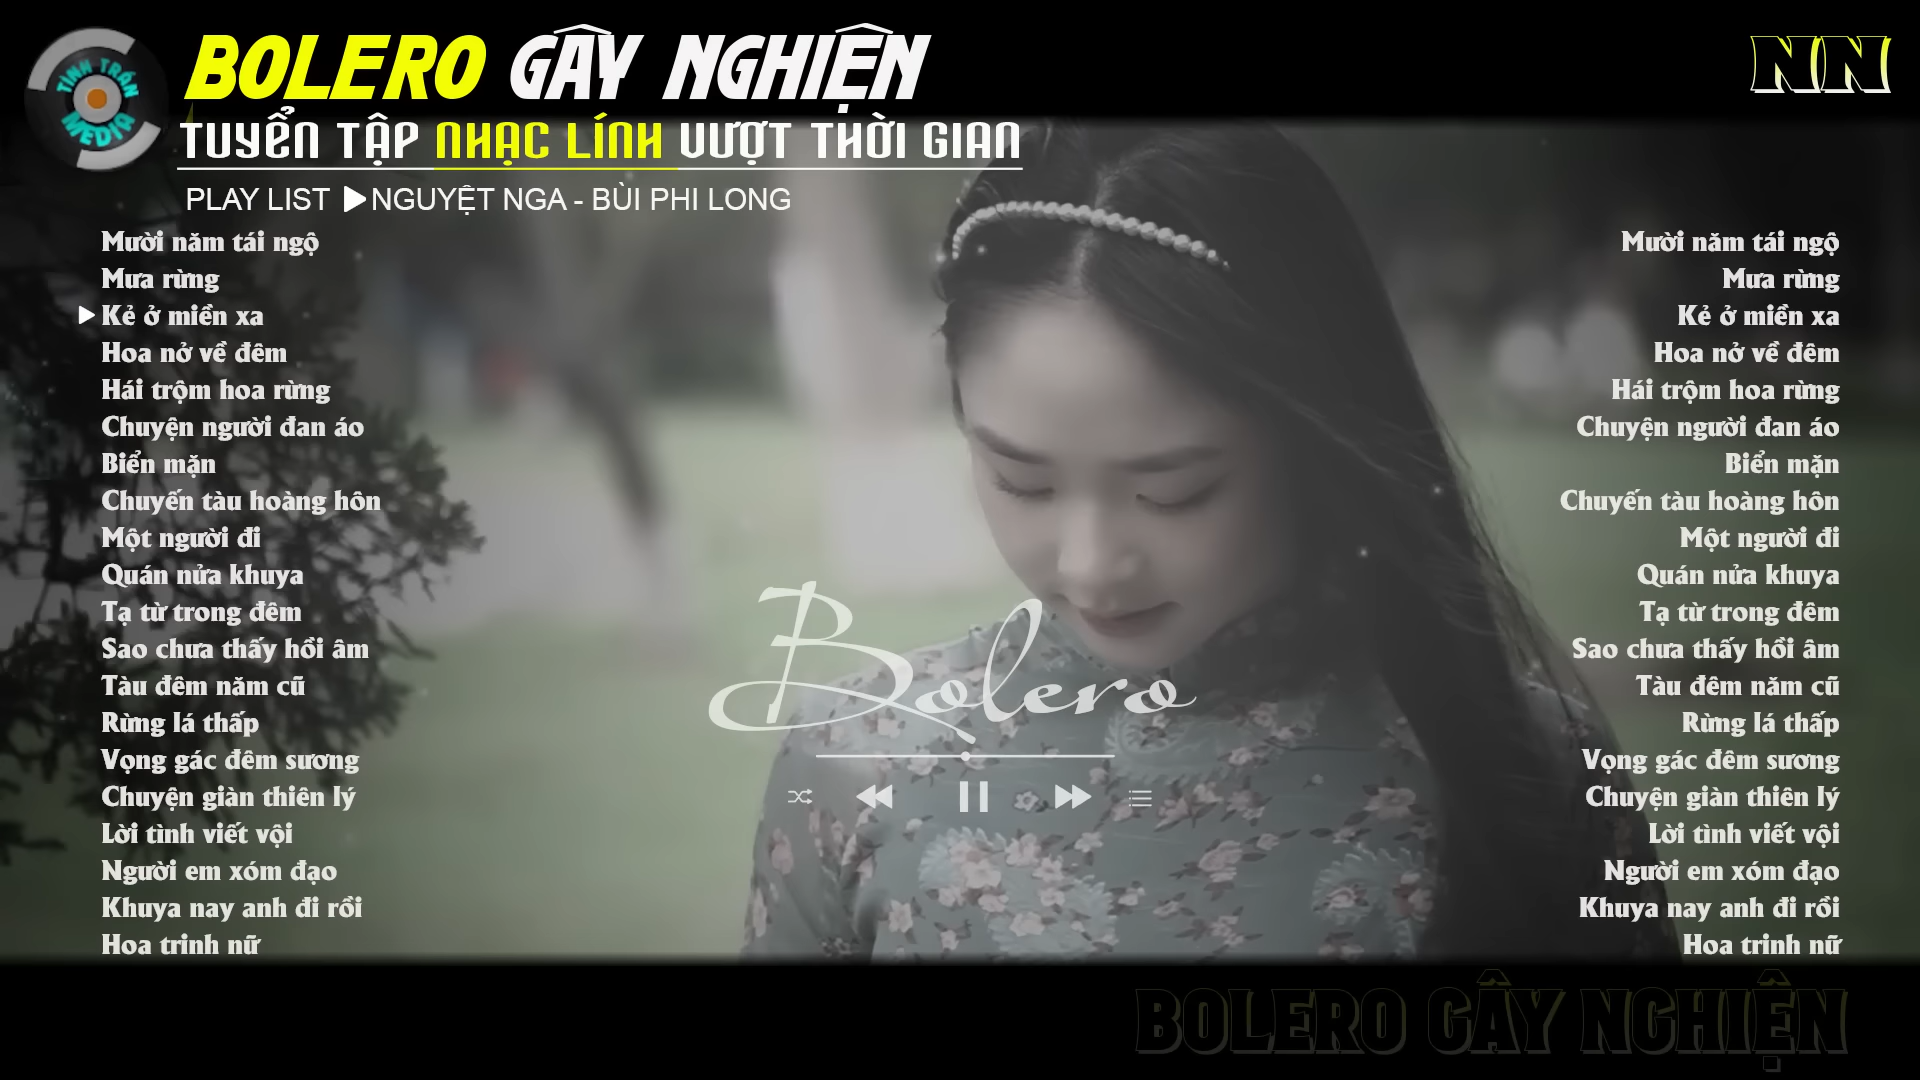 TÌNH TRẦN
MEDIA
BOLERO GÂY NGHIỆN
NN
TUYỂN TẬP NHẠC LÍNH VƯỢT THỜI GIAN
PLAY LIST ▶NGUYỆT NGA - BÙI PHI LONG
Mười năm tái ngộ
Mưa rừng
Kẻ ở miền xa
Hoa nở về đêm
Hái trộm hoa rừng
Chuyện người đan áo
Biển mặn
Chuyến tàu hoàng hôn
Một người đi
Quán nửa khuya
Tạ từ trong đêm
Sao chưa thấy hồi âm
Tàu đêm năm cũ
Rừng lá thấp
Vọng gác đêm sương
Chuyện giàn thiên lý
Lời tình viết vội
Người em xóm đạo
Khuya nay anh đi rồi
Hoa trinh nữ
Mười năm tái ngộ
Mưa rừng
Kẻ ở miền xa
Hoa nở về đêm
Hái trộm hoa rừng
Chuyện người đan áo
Biển mặn
Chuyến tàu hoàng hôn
Một người đi
Quán nửa khuya
Tạ từ trong đêm
Sao chưa thấy hồi âm
Tàu đêm năm cũ
Rừng lá thấp
Vọng gác đêm sương
Chuyện giàn thiên lý
Lời tình viết vội
Người em xóm đạo
Khuya nay anh đi rồi
Hoa trinh nữ
Bolero
BOLERO GÂY NGHIỆN